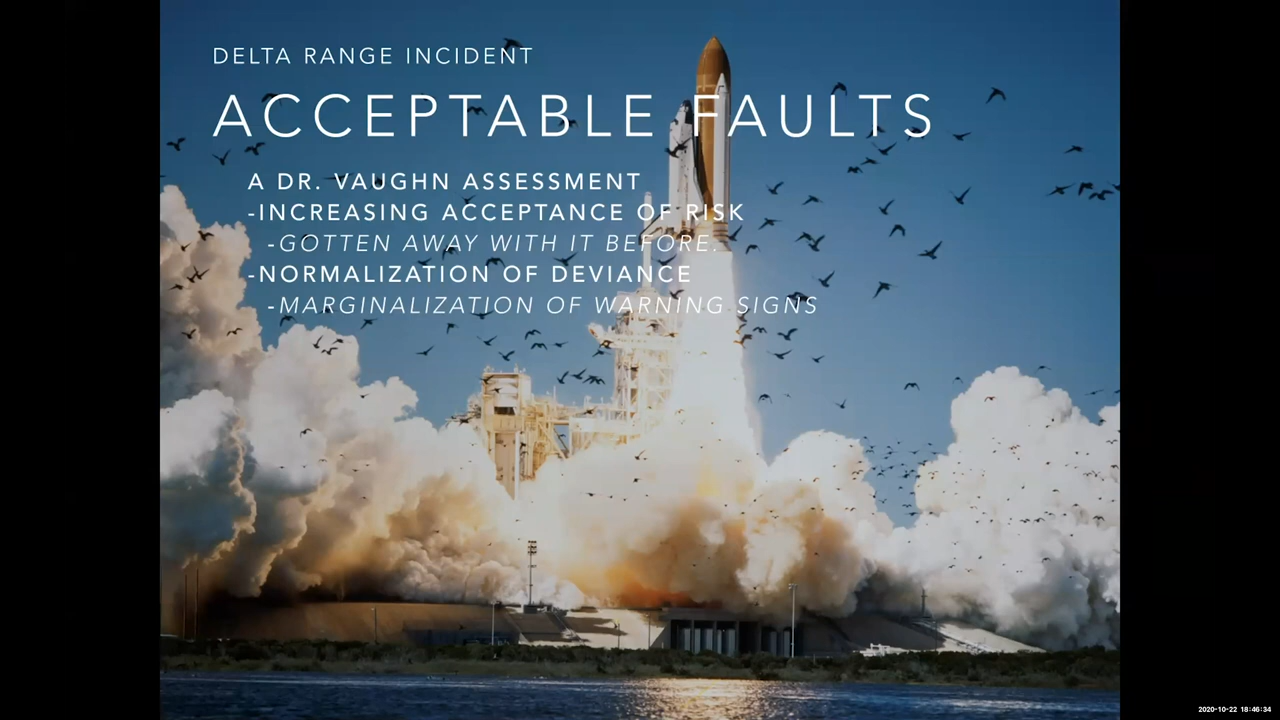 DELTA RANGE INCIDENT
ACCEPTABLE FAULTS
A DR. VAUGHN ASSESSMENT
-INCREASING ACCEPTANCE OF RISK
-GOTTEN AWAY WITH IT BEFORE.
-NORMALIZATION OF DEVIANCE
-MARGINALIZATION OF WARNING SIGNS
2020-10-22 18:46:34